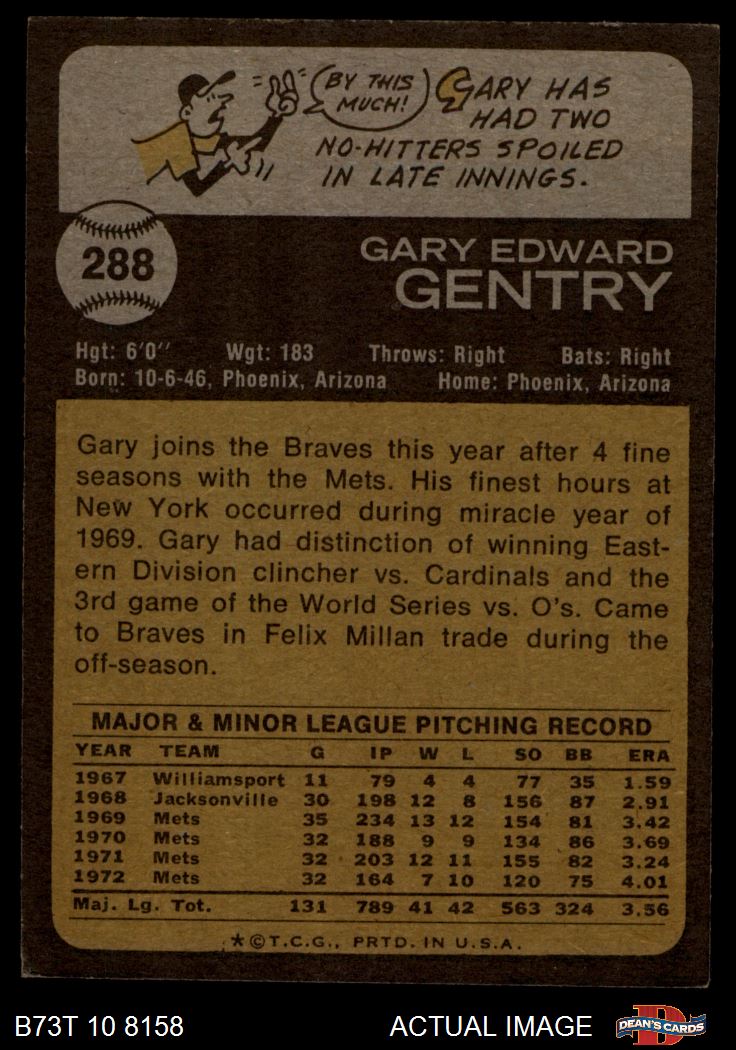 BY THIS MUCH! GARY HAS
HAD TWO
NO-HITTERS SPOILED
IN LATE INNINGS.
288
GARY EDWARD
GENTRY
Hgt: 6'0" Wgt: 183 Throws: Right Bats: Right
Born: 10-6-46, Phoenix, Arizona Home: Phoenix, Arizona
Gary joins the Braves this year after 4 fine
seasons with the Mets. His finest hours at
New York occurred during miracle year of
1969. Gary had distinction of winning East-
ern Division clincher vs. Cardinals and the
3rd game of the World Series vs. O's. Came
to Braves in Felix Millan trade during the
off-season.
MAJOR & MINOR LEAGUE PITCHING RECORD
YEAR TEAM G IP W L SO BB ERA
1967 Williamsport 11 79 4 4 77 35 1.59
1968 Jacksonville 30 198 12 8 156 87 2.91
1969 Mets 35 234 13 12 154 81 3.42
1970 Mets 32 188 9 9 134 86 3.69
1971 Mets 32 203 12 11 155 82 3.24
1972 Mets 32 164 7 10 120 75 4.01
Maj. Lg. Tot. 131 789 41 42 563 324 3.56
*©T.C.G., PRTD. IN U.S.A.
B73T 10 8158 ACTUAL IMAGE D DEAN'S CARDS